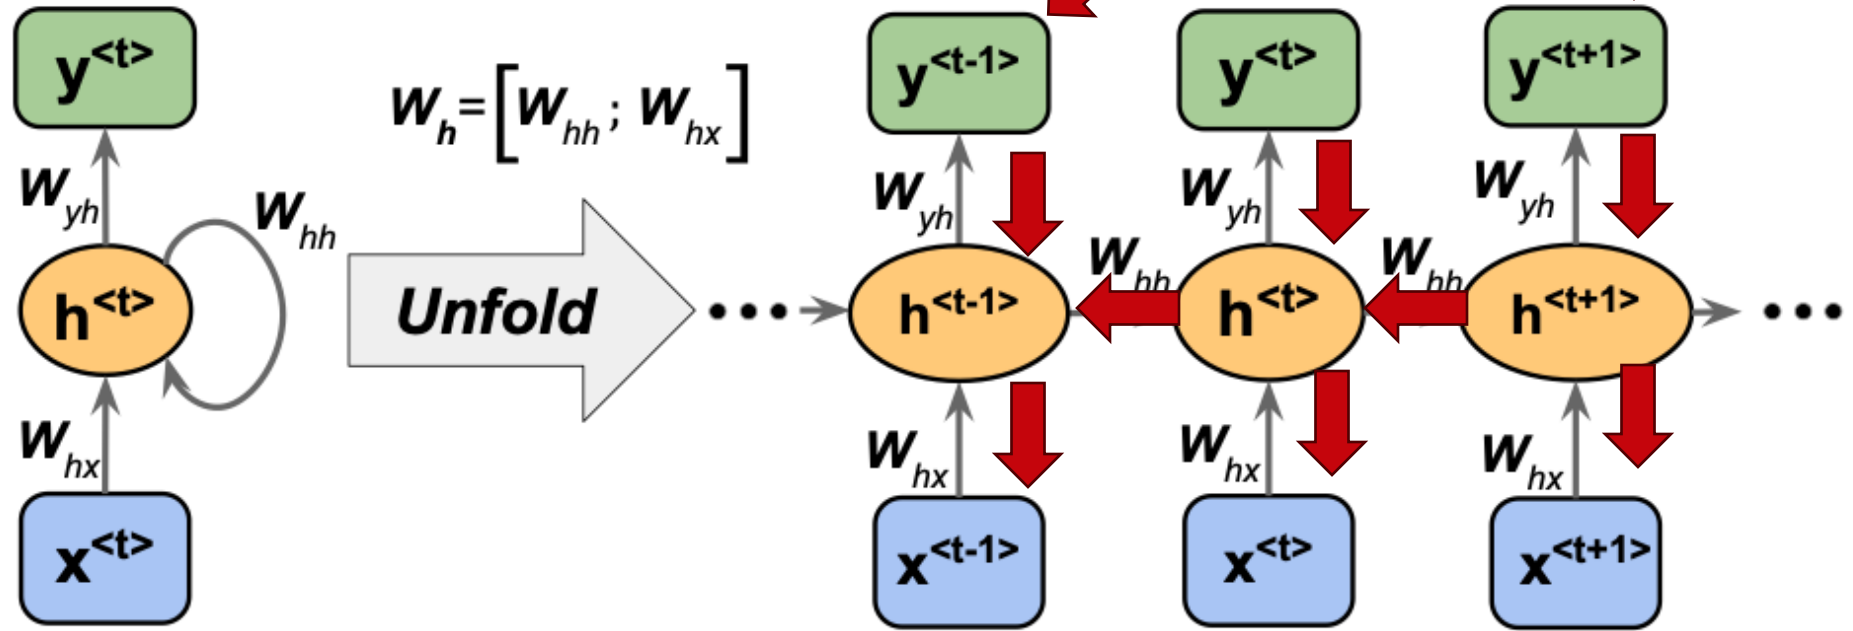 y<t>
W_h=[W_hh ; W_hx]
y<t-1>
y<t>
y<t+1>
W_yh
W_hh
W_yh
W_yh
W_yh
h<t>
Unfold
•••
h<t-1>
W_hh
h<t>
W_hh
h<t+1>
•••
W_hx
W_hx
W_hx
W_hx
x<t>
x<t-1>
x<t>
x<t+1>